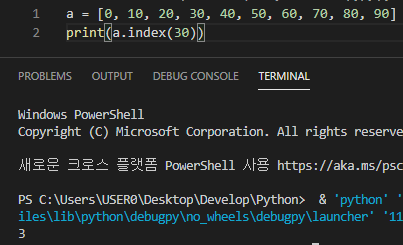 1 a = [0, 10, 20, 30, 40, 50, 60, 70, 80, 90]
2 print(a.index(30))
PROBLEMS OUTPUT DEBUG CONSOLE TERMINAL
Windows PowerShell
Copyright (C) Microsoft Corporation. All rights reserve
새로운 크로스 플랫폼 PowerShell 사용 https://aka.ms/psc
PS C:\Users\USER0\Desktop\Develop\Python> & 'python' '
iles\lib\python\debugpy\no_wheels\debugpy\launcher' '11
3